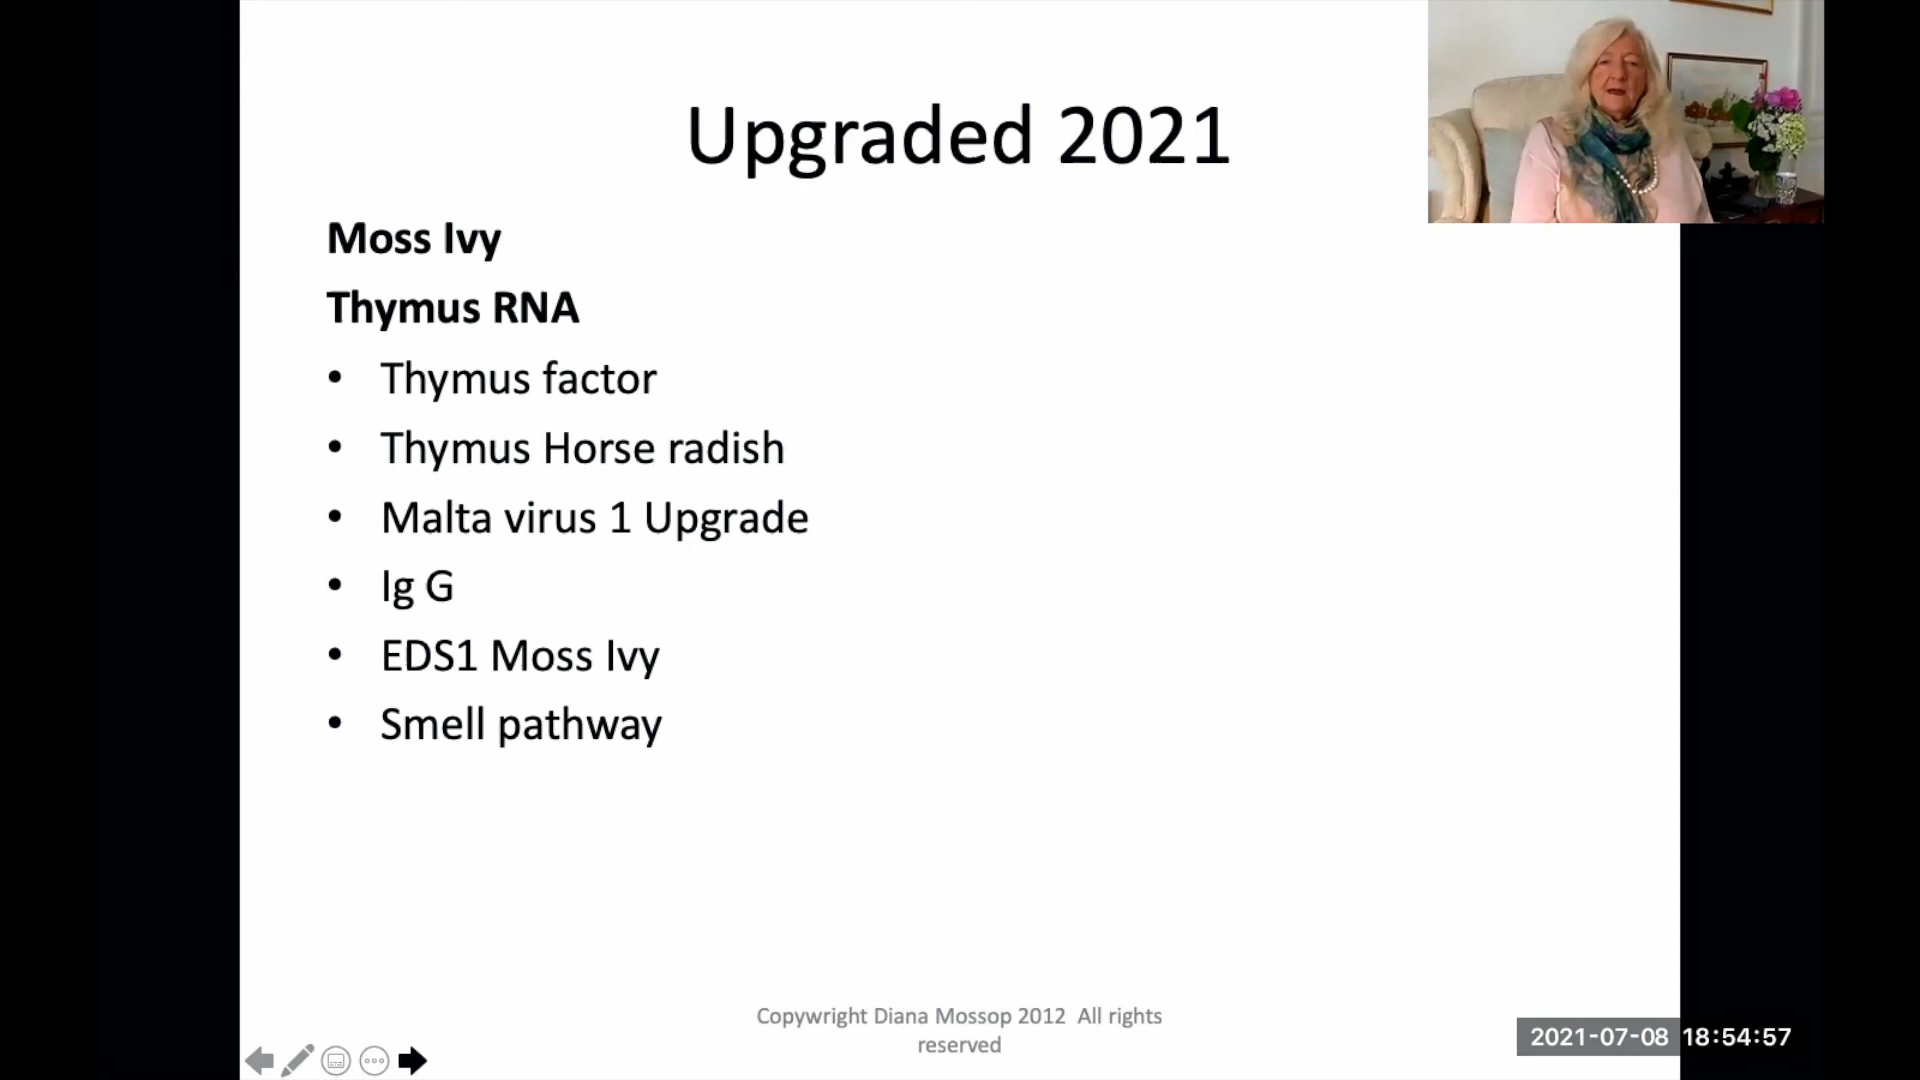 Upgraded 2021
Moss Ivy
Thymus RNA
• Thymus factor
• Thymus Horse radish
• Malta virus 1 Upgrade
• Ig G
• EDS1 Moss Ivy
• Smell pathway
Copywright Diana Mossop 2012 All rights
reserved
2021-07-08 18:54:57